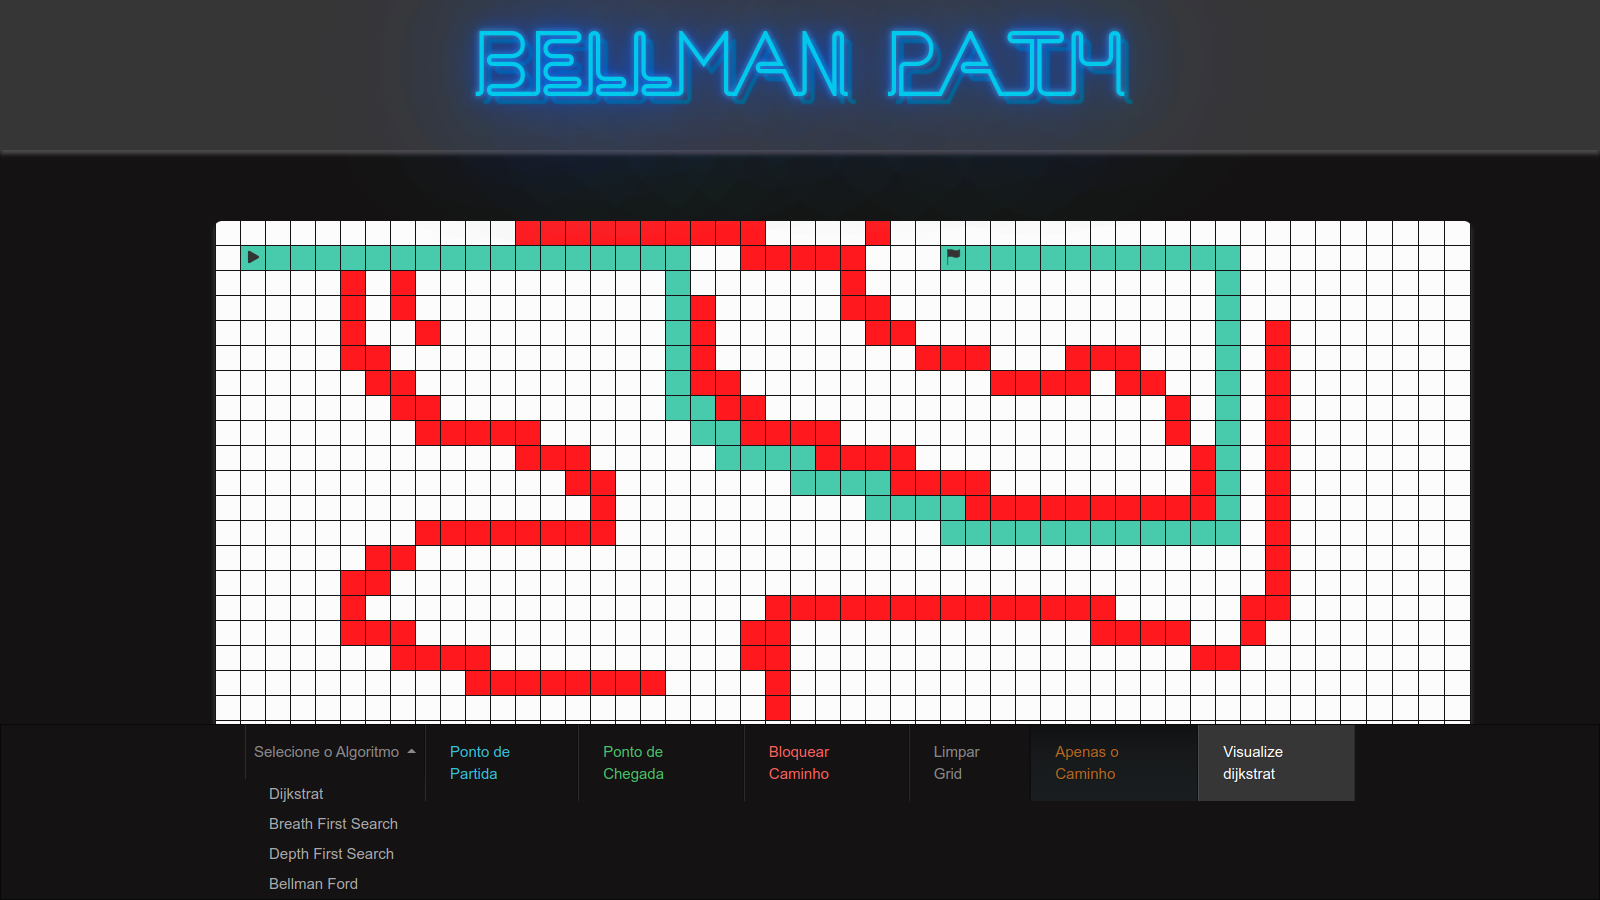 BELLMAN PATH
Selecione o Algoritmo
Dijkstrat
Breath First Search
Depth First Search
Bellman Ford
Ponto de
Partida
Ponto de
Chegada
Bloquear
Caminho
Limpar
Grid
Apenas o
Caminho
Visualize
dijkstrat